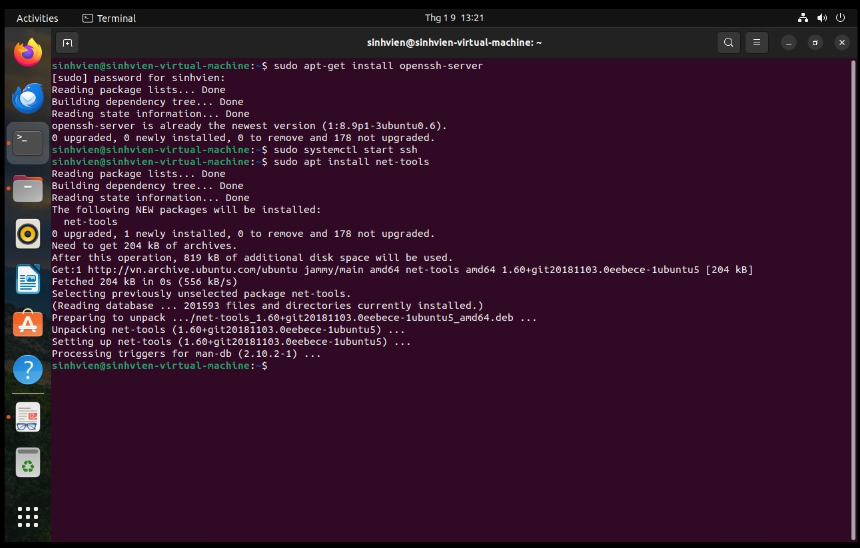 Activities
Terminal
Thg 1 9 13:21
sinhvien@sinhvien-virtual-machine: ~
sinhvien@sinhvien-virtual-machine:~$ sudo apt-get install openssh-server
[sudo] password for sinhvien:
Reading package lists... Done
Building dependency tree... Done
Reading state information... Done
openssh-server is already the newest version (1:8.9p1-3ubuntu0.6).
0 upgraded, 0 newly installed, 0 to remove and 178 not upgraded.
sinhvien@sinhvien-virtual-machine:~$ sudo systemctl start ssh
sinhvien@sinhvien-virtual-machine:~$ sudo apt install net-tools
Reading package lists... Done
Building dependency tree... Done
Reading state information... Done
The following NEW packages will be installed:
net-tools
0 upgraded, 1 newly installed, 0 to remove and 178 not upgraded.
Need to get 204 kB of archives.
After this operation, 819 kB of additional disk space will be used.
Get:1 http://vn.archive.ubuntu.com/ubuntu jammy/main amd64 net-tools amd64 1.60+git20181103.0eebece-1ubuntu5 [204 kB]
Fetched 204 kB in 0s (556 kB/s)
Selecting previously unselected package net-tools.
(Reading database ... 201593 files and directories currently installed.)
Preparing to unpack .../net-tools_1.60+git20181103.0eebece-1ubuntu5_amd64.deb ...
Unpacking net-tools (1.60+git20181103.0eebece-1ubuntu5) ...
Setting up net-tools (1.60+git20181103.0eebece-1ubuntu5) ...
Processing triggers for man-db (2.10.2-1) ...
sinhvien@sinhvien-virtual-machine:~$